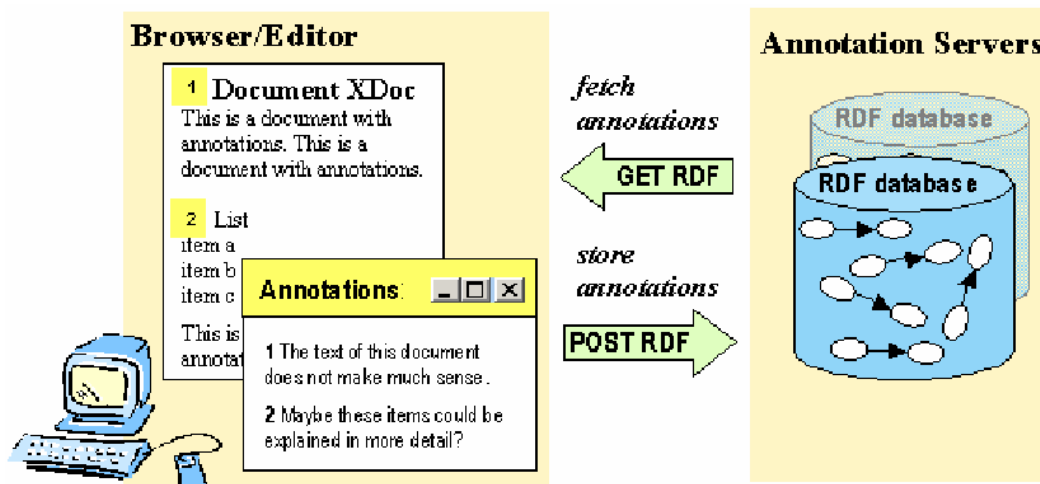 Browser/Editor
1 Document XDoc
This is a document with
annotations. This is a
document with annotations.
2 List
item a
item b
item c
This is
annotat
Annotations:
1 The text of this document
does not make much sense.
2 Maybe these items could be
explained in more detail?
fetch
annotations
GET RDF
store
annotations
POST RDF
Annotation Servers
RDF database
RDF database